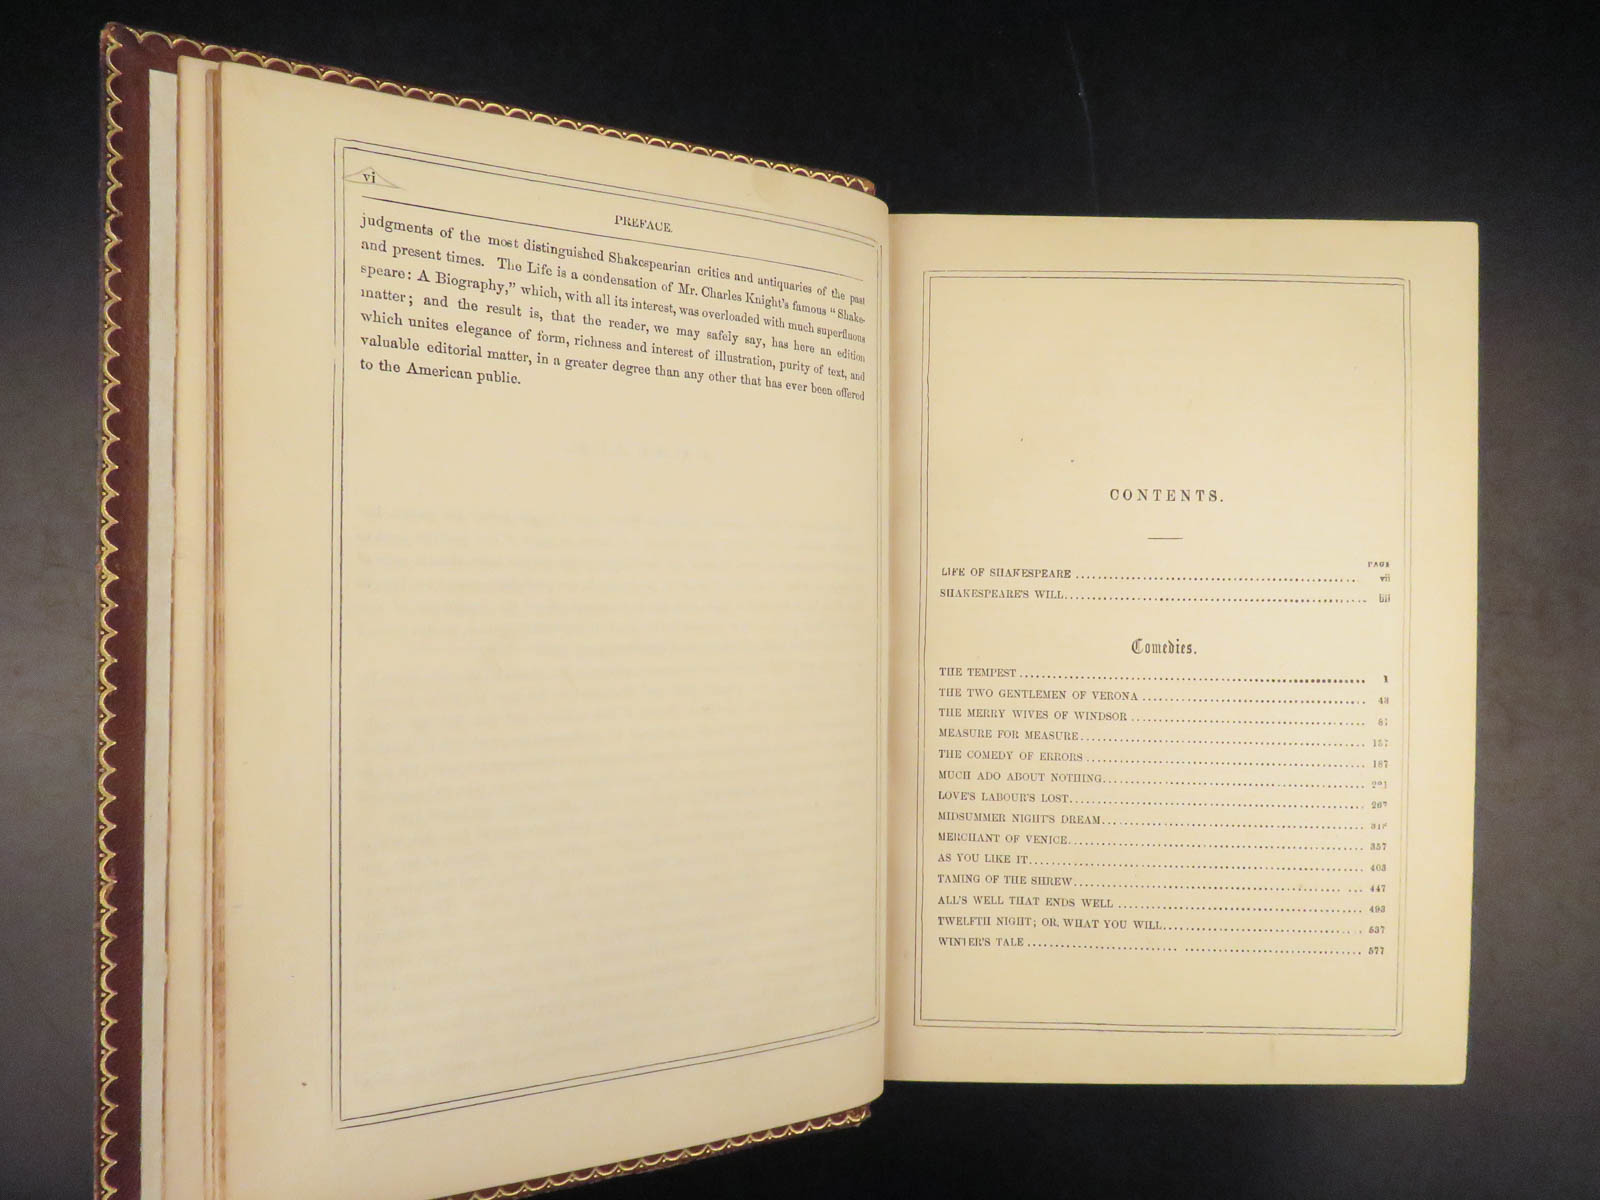 vi
PREFACE.
judgments of the most distinguished Shakespearian critics and antiquaries of the past
and present times. The Life is a condensation of Mr. Charles Knight's famous "Shake-
speare: A Biography," which, with all its interest, was overloaded with much superfluous
matter; and the result is, that the reader, we may safely say, has here an edition
which unites elegance of form, richness and interest of illustration, purity of text, and
valuable editorial matter, in a greater degree than any other that has ever been offered
to the American public.
CONTENTS.
PAGE
LIFE OF SHAKESPEARE vii
SHAKESPEARE'S WILL
Comedies.
THE TEMPEST 1
THE TWO GENTLEMEN OF VERONA 43
THE MERRY WIVES OF WINDSOR
MEASURE FOR MEASURE
THE COMEDY OF ERRORS 187
MUCH ADO ABOUT NOTHING
LOVE'S LABOUR'S LOST
MIDSUMMER NIGHT'S DREAM
MERCHANT OF VENICE 357
AS YOU LIKE IT 403
TAMING OF THE SHREW 447
ALL'S WELL THAT ENDS WELL 493
TWELFTH NIGHT; OR, WHAT YOU WILL 537
WINTER'S TALE 577